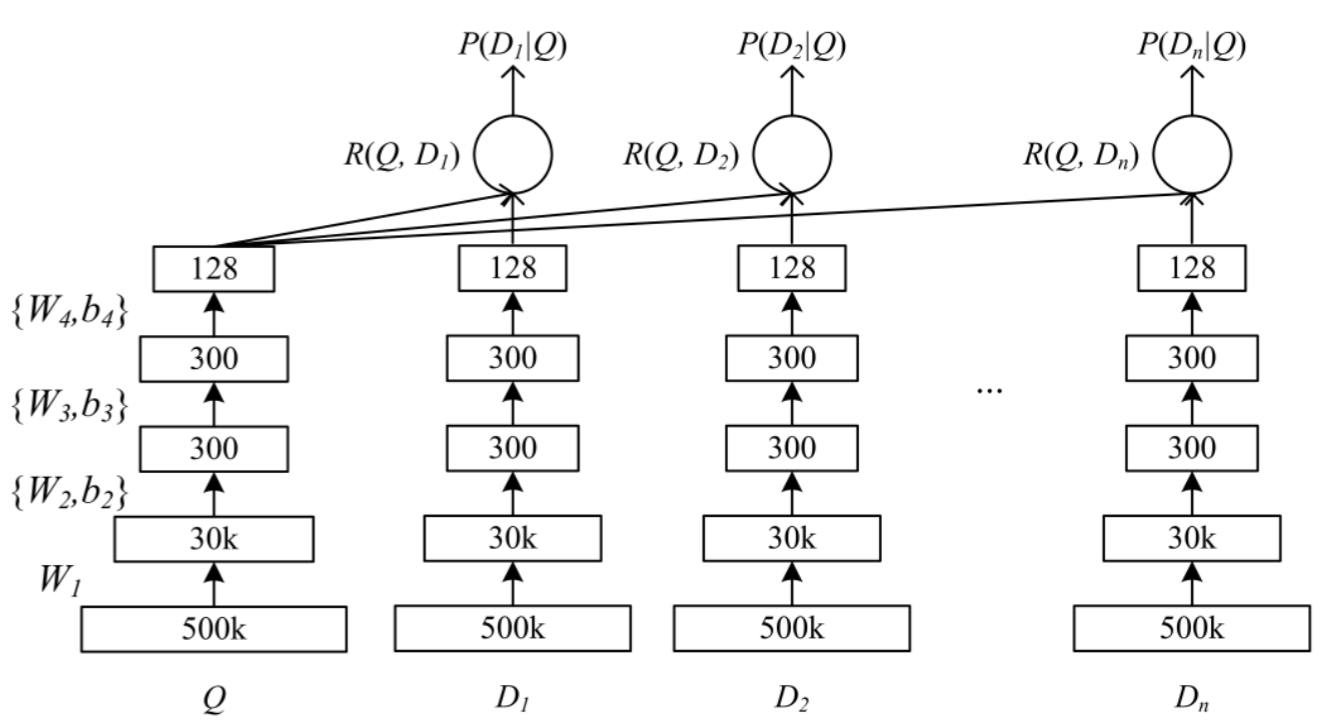 P(D₁|Q) P(D₂|Q) P(Dₙ|Q)
R(Q, D₁) R(Q, D₂) R(Q, Dₙ)
128 128 128 128
{W₄,b₄}
300 300 300 300
{W₃,b₃} ...
300 300 300 300
{W₂,b₂}
30k 30k 30k 30k
W₁
500k 500k 500k 500k
Q D₁ D₂ Dₙ